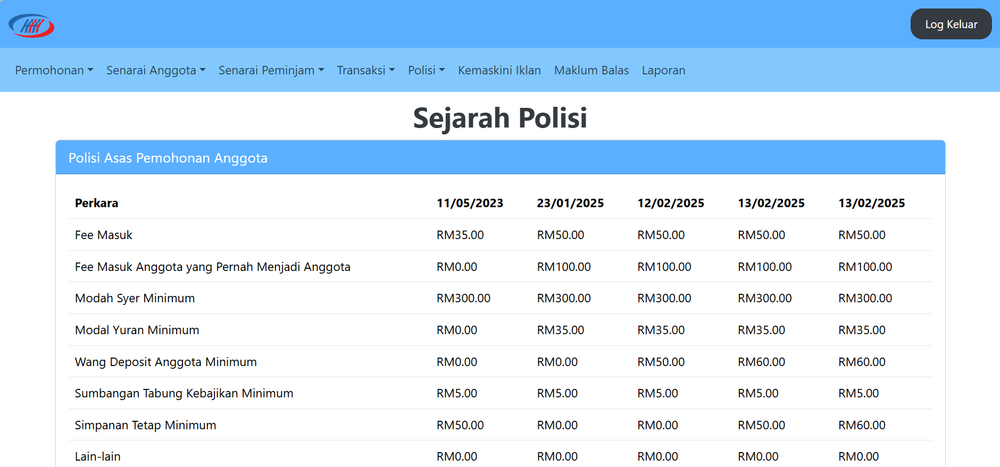 Log Keluar
Permohonan Senarai Anggota Senarai Peminjam Transaksi Polisi Kemaskini Iklan Maklum Balas Laporan
Sejarah Polisi
Polisi Asas Pemohonan Anggota
Perkara 11/05/2023 23/01/2025 12/02/2025 13/02/2025 13/02/2025
Fee Masuk RM35.00 RM50.00 RM50.00 RM50.00 RM50.00
Fee Masuk Anggota yang Pernah Menjadi Anggota RM0.00 RM100.00 RM100.00 RM100.00 RM100.00
Modah Syer Minimum RM300.00 RM300.00 RM300.00 RM300.00 RM300.00
Modal Yuran Minimum RM0.00 RM35.00 RM35.00 RM35.00 RM35.00
Wang Deposit Anggota Minimum RM0.00 RM0.00 RM50.00 RM60.00 RM60.00
Sumbangan Tabung Kebajikan Minimum RM5.00 RM5.00 RM5.00 RM5.00 RM5.00
Simpanan Tetap Minimum RM50.00 RM0.00 RM0.00 RM50.00 RM60.00
Lain-lain RM0.00 RM0.00 RM0.00 RM0.00 RM0.00